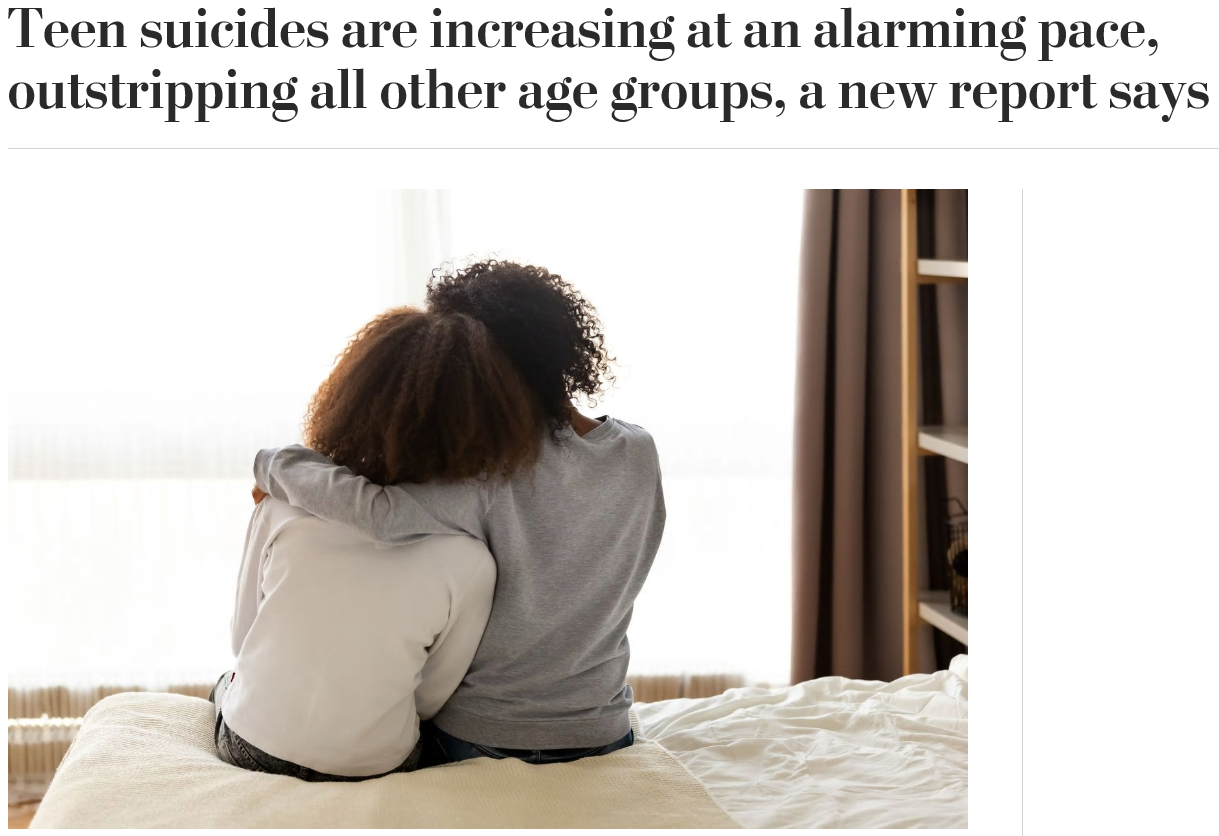 Teen suicides are increasing at an alarming pace,
outstripping all other age groups, a new report says